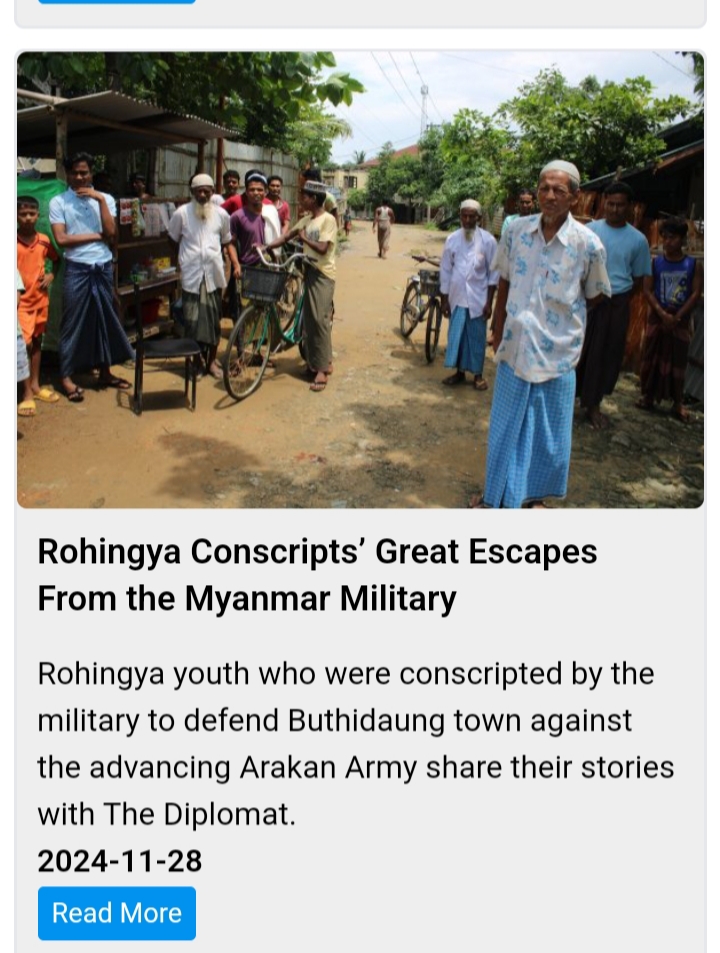 Rohingya Conscripts’ Great Escapes
From the Myanmar Military
Rohingya youth who were conscripted by the
military to defend Buthidaung town against
the advancing Arakan Army share their stories
with The Diplomat.
2024-11-28
Read More